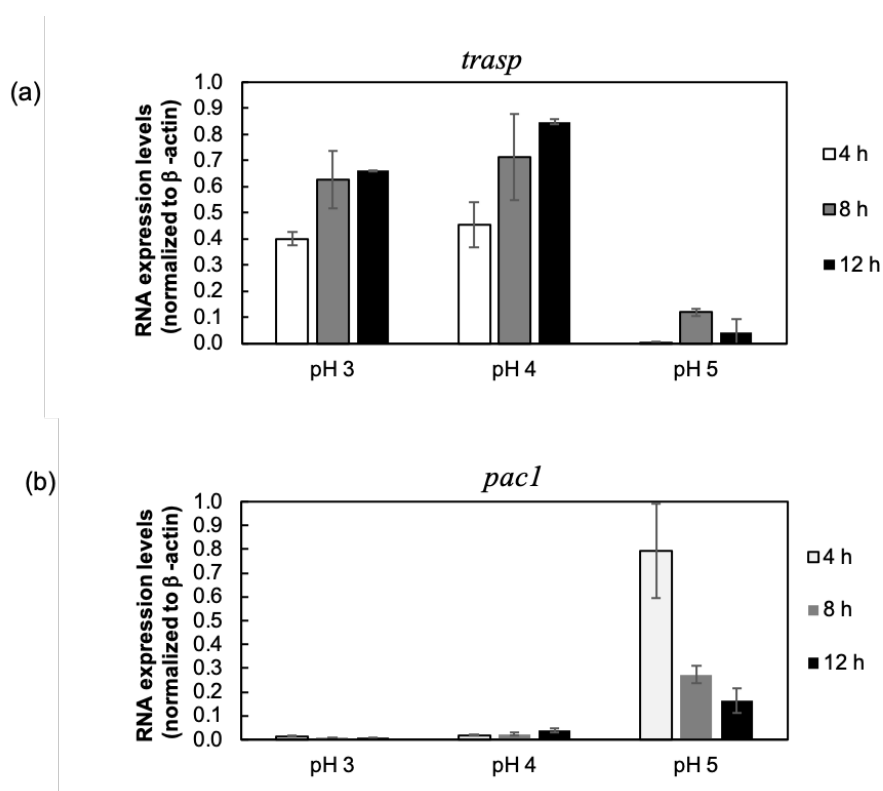 (a)
trasp
RNA expression levels
(normalized to β -actin)
1.0
0.9
0.8
0.7
0.6
0.5
0.4
0.3
0.2
0.1
0.0
pH 3
pH 4
pH 5
4 h
8 h
12 h
(b)
pac1
RNA expression levels
(normalized to β -actin)
1.0
0.9
0.8
0.7
0.6
0.5
0.4
0.3
0.2
0.1
0.0
pH 3
pH 4
pH 5
4 h
8 h
12 h